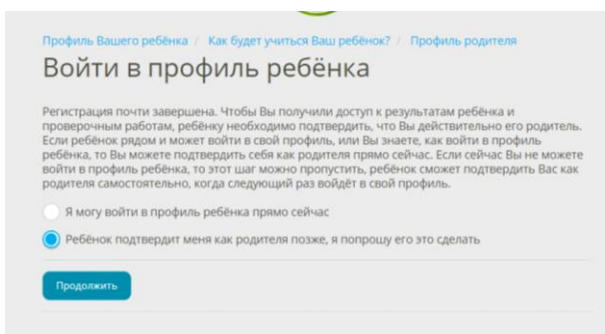 Профиль Вашего ребёнка / Как будет учиться Ваш ребёнок? / Профиль родителя
Войти в профиль ребёнка
Регистрация почти завершена. Чтобы Вы получили доступ к результатам ребёнка и
проверочным работам, ребёнку необходимо подтвердить, что Вы действительно его родитель.
Если ребёнок рядом и может войти в свой профиль, или Вы знаете, как войти в профиль
ребёнка, то Вы можете подтвердить себя как родителя прямо сейчас. Если сейчас Вы не можете
войти в профиль ребёнка, то этот шаг можно пропустить, ребёнок сможет подтвердить Вас как
родителя самостоятельно, когда следующий раз войдёт в свой профиль.
Я могу войти в профиль ребёнка прямо сейчас
Ребёнок подтвердит меня как родителя позже, я попрошу его это сделать
Продолжить